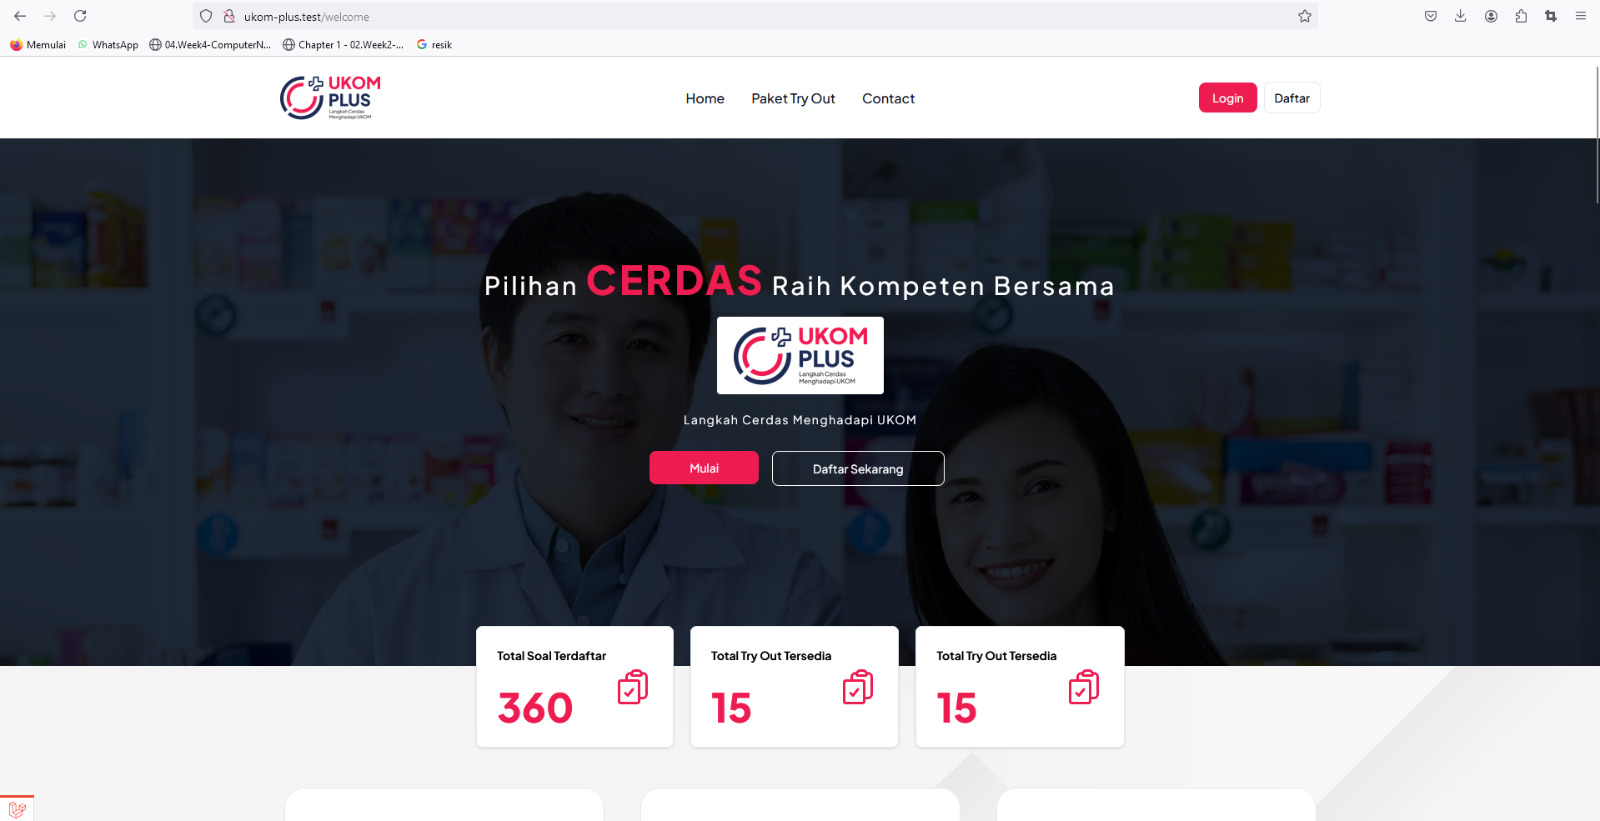 ukom-plus.test/welcome
Memulai
WhatsApp
04.Week4-ComputerN...
Chapter 1 - 02.Week2-...
resik
UKOM
PLUS
Langkah Cerdas
Menghadapi UKOM
Home
Paket Try Out
Contact
Login
Daftar
Pilihan CERDAS Raih Kompeten Bersama
UKOM
PLUS
Langkah Cerdas
Menghadapi UKOM
Langkah Cerdas Menghadapi UKOM
Mulai
Daftar Sekarang
Total Soal Terdaftar
360
Total Try Out Tersedia
15
Total Try Out Tersedia
15